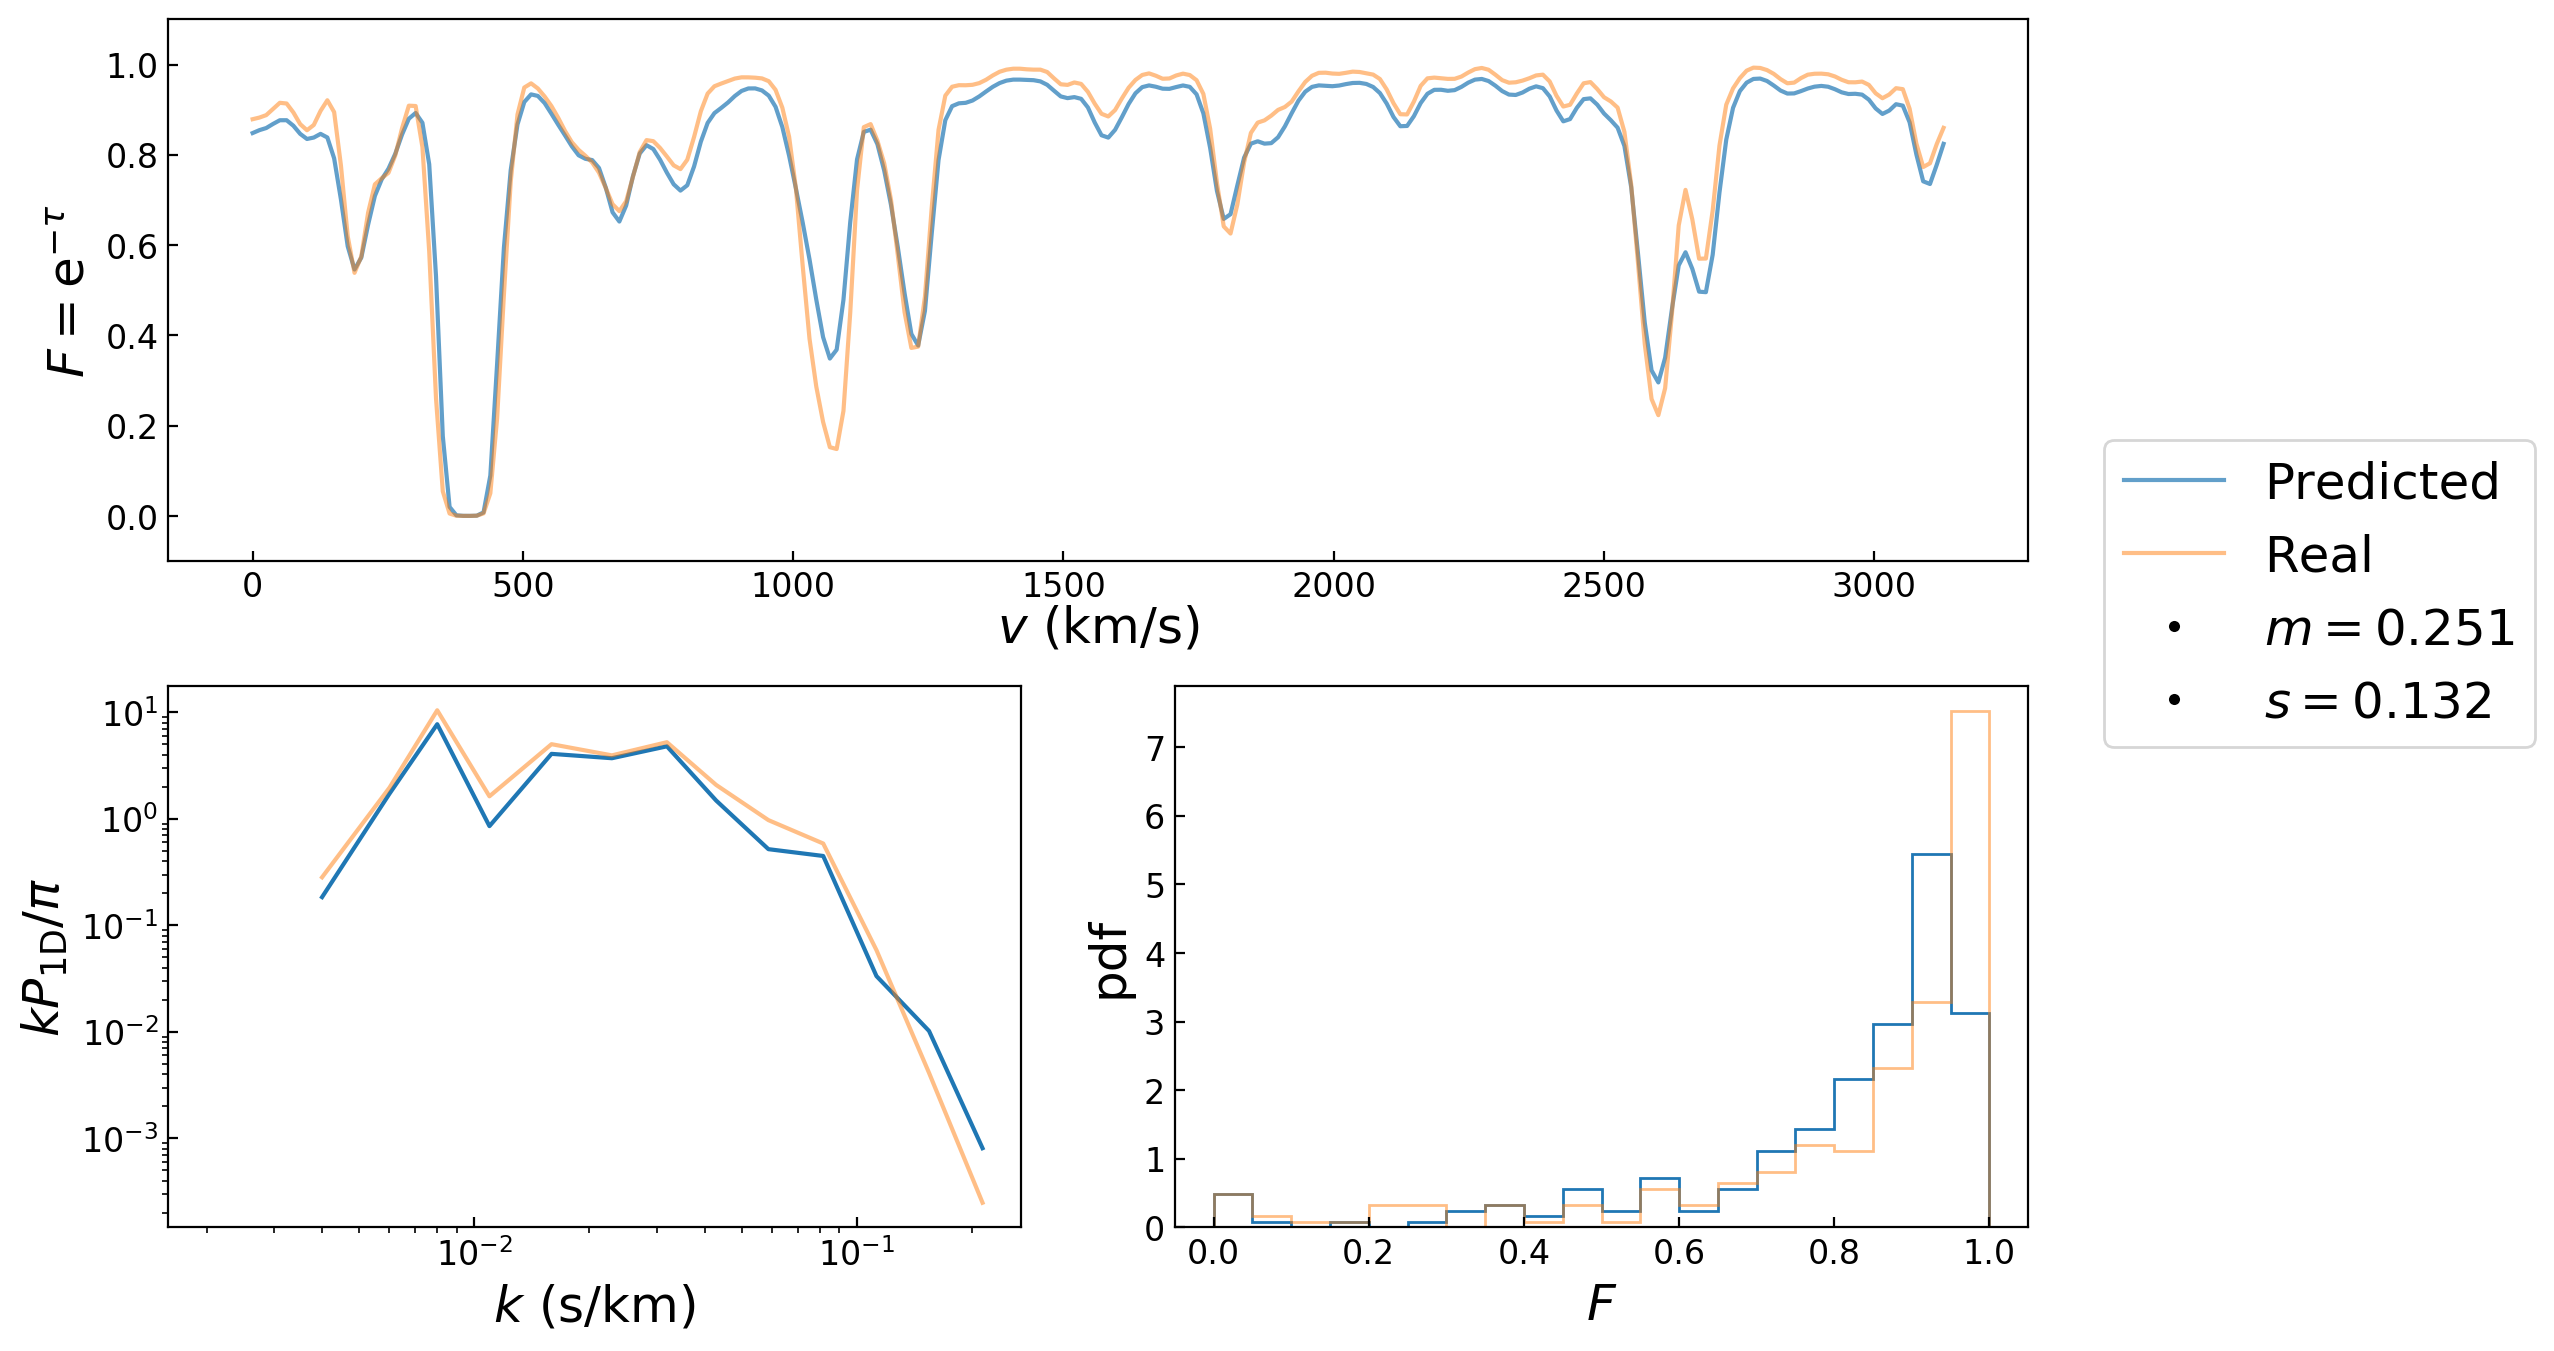 1.0
0.8
0.6
0.4
0.2
0.0
F = e^{-τ}
0 500 1000 1500 2000 2500 3000
v (km/s)
Predicted
Real
m = 0.251
s = 0.132
10^1
10^0
10^{-1}
10^{-2}
10^{-3}
kP_{1D}/π
10^{-2} 10^{-1}
k (s/km)
7
6
5
4
3
2
1
0
pdf
0.0 0.2 0.4 0.6 0.8 1.0
F